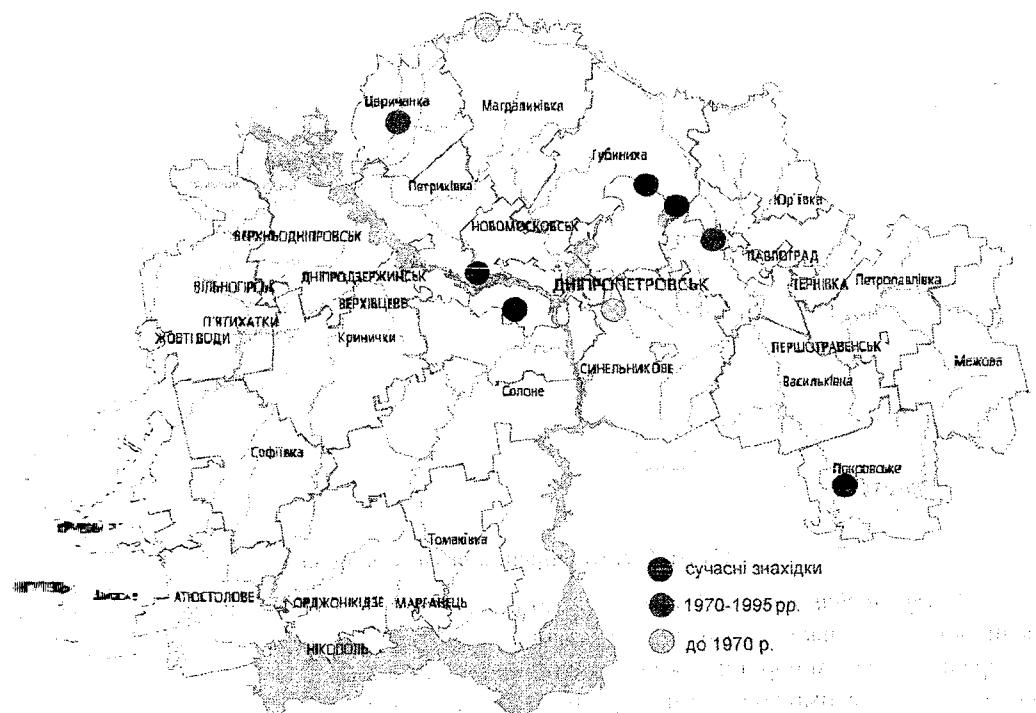 Царичанка
Магдалинівка
Губиниха
Петриківка
Юр'ївка
НОВОМОСКОВСЬК
ВЕРХНЬОДНІПРОВСЬК
ПАВЛОГРАД
ДНІПРОДЗЕРЖИНСЬК
ДНІПРОПЕТРОВСЬК
ТЕРНІВКА
Петропавлівка
ВІЛЬНОГІРСЬК
ВЕРХІВЦЕВЕ
П'ЯТИХАТКИ
ЖОВТІ ВОДИ
Кринички
ПЕРШОТРАВЕНСЬК
Межова
СИНЕЛЬНИКОВЕ
Васильківка
Солоне
Софіївка
Покровське
Томаківка
АПОСТОЛОВЕ
ОРДЖОНІКІДЗЕ
МАРГАНЕЦЬ
НІКОПОЛЬ
сучасні знахідки
1970-1995 рр.
до 1970 р.